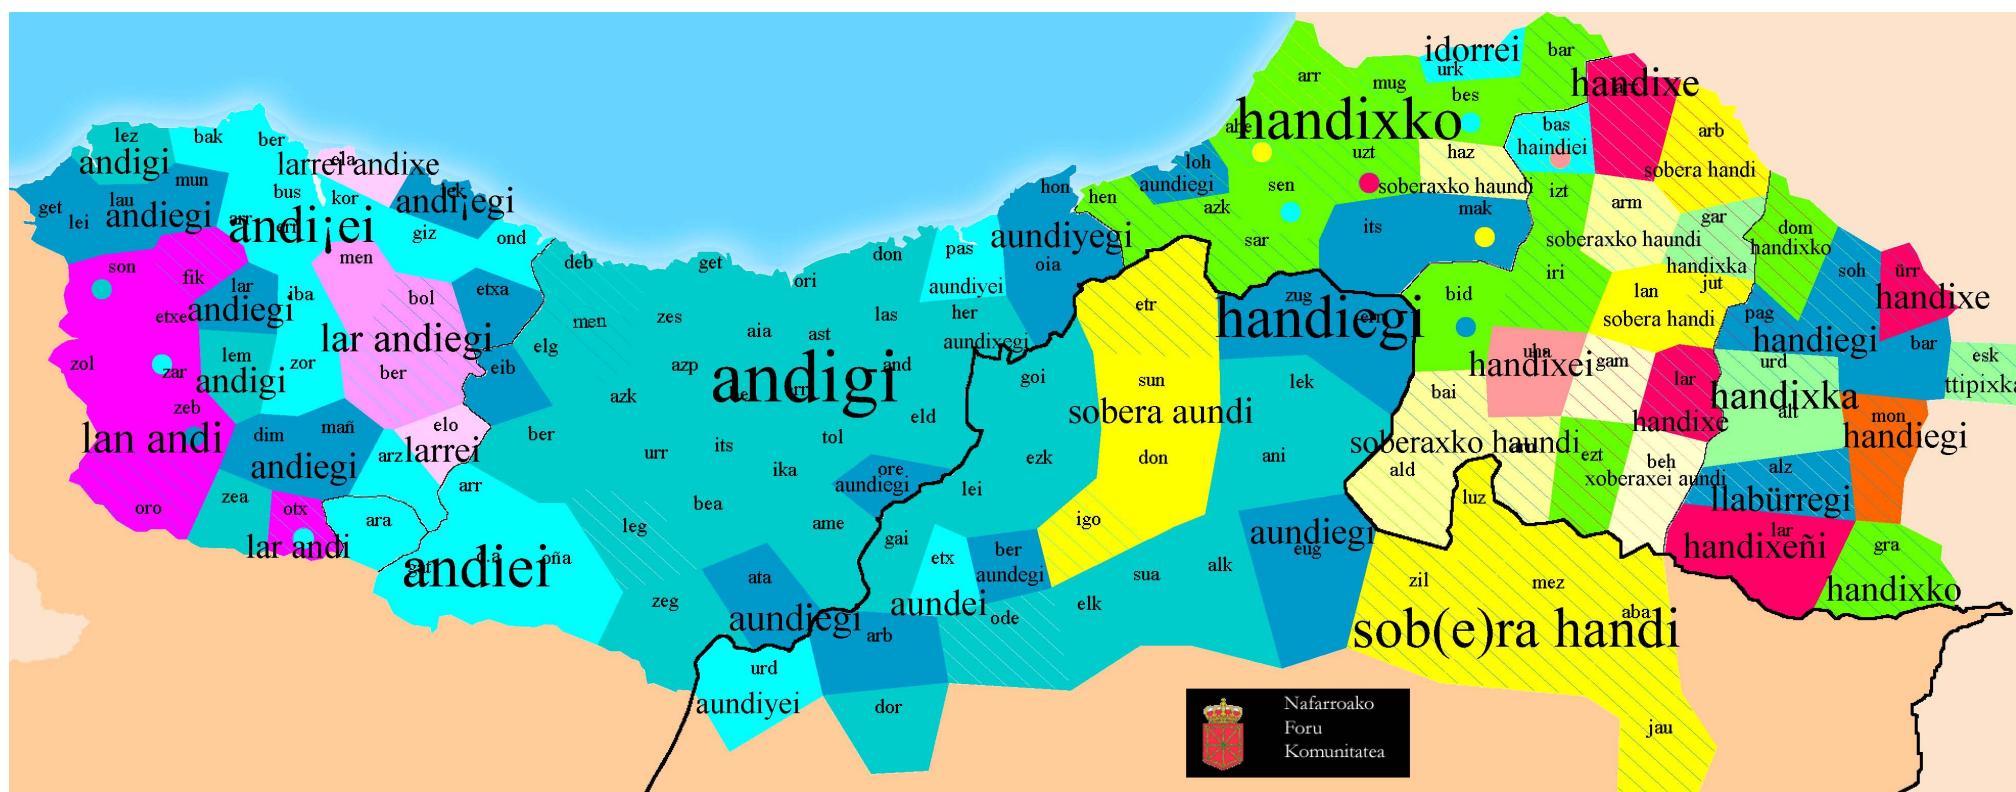 idorrei
urk
bar
handixe
arr
mug
bes
handixko
lez
bak
ber
andigi
larrei andixe
mun
lau
get
lei
andiegi
bus
kor
andi¡ei
giz
andi¡egi
ond
bas
haindiei
arb
sobera handi
uzt
haz
soberaxko haundi
izt
loh
aundiegi
hon
hen
sen
azk
sar
its
mak
arm
gar
soberaxko haundi
handixka
dom
handixko
aundiyegi
oia
don
pas
aundiyei
get
deb
ori
men
son
fik
lar
andiegi
etxe
iba
bol
etxa
lar andiegi
ber
zol
zar
zeb
lem
andigi
zor
eib
elg
men
zes
aia
ast
las
her
aundixegi
azp
azk
andigi
and
eld
etr
zug
handiegi
bid
iri
lan
jut
sobera handi
soh
ürr
handixe
pag
handiegi
bar
esk
ttipixka
uha
handixei
gam
lar
handixe
urd
handixka
alt
mon
handiegi
goi
sun
sobera aundi
lek
bai
soberaxko haundi
ald
ezt
beh
xoberaxei aundi
alz
llabürregi
lan andi
dim
mañ
andiegi
elo
larrei
arz
ber
urr
its
tol
ika
ore
aundiegi
ezk
don
ani
lei
luz
oro
zea
otx
lar andi
ara
arr
andiei
oña
leg
bea
ame
gai
igo
aundiegi
eug
lar
handixeñi
gra
handixko
etx
ber
aundegi
aundei
ode
sua
alk
elk
zil
mez
aba
sob(e)ra handi
zeg
ata
aundiegi
arb
urd
aundiyei
dor
jau
Nafarroako
Foru
Komunitatea